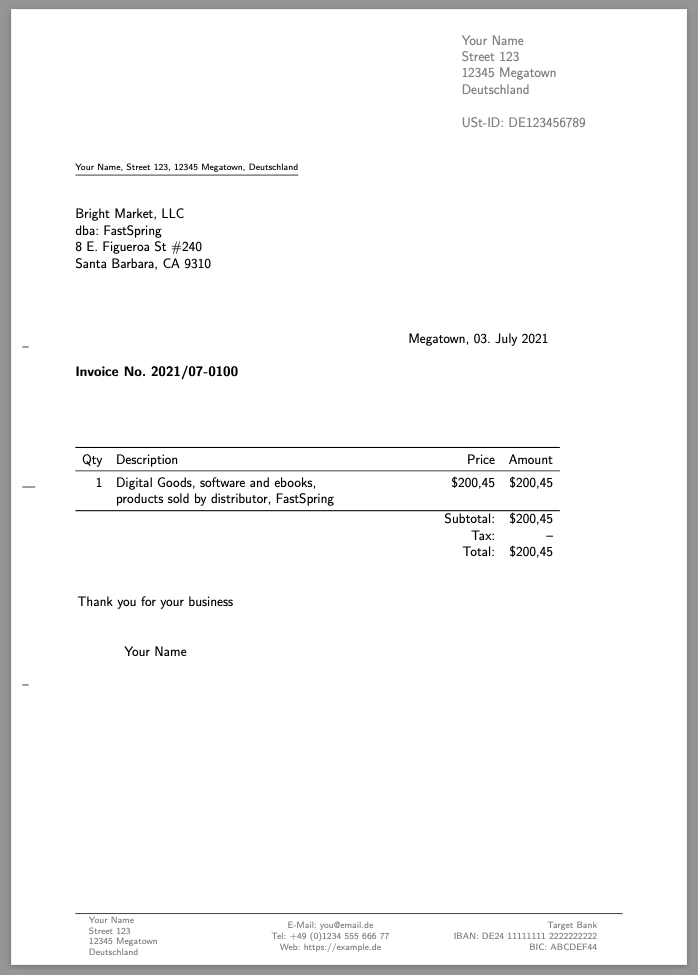 Your Name
Street 123
12345 Megatown
Deutschland
USt-ID: DE123456789
Your Name, Street 123, 12345 Megatown, Deutschland
Bright Market, LLC
dba: FastSpring
8 E. Figueroa St #240
Santa Barbara, CA 9310
Megatown, 03. July 2021
Invoice No. 2021/07-0100
Qty Description Price Amount
1 Digital Goods, software and ebooks, $200,45 $200,45
products sold by distributor, FastSpring
Subtotal: $200,45
Tax: –
Total: $200,45
Thank you for your business
Your Name
Your Name
Street 123
12345 Megatown
Deutschland
E-Mail: you@email.de
Tel: +49 (0)1234 555 666 77
Web: https://example.de
Target Bank
IBAN: DE24 11111111 2222222222
BIC: ABCDEF44